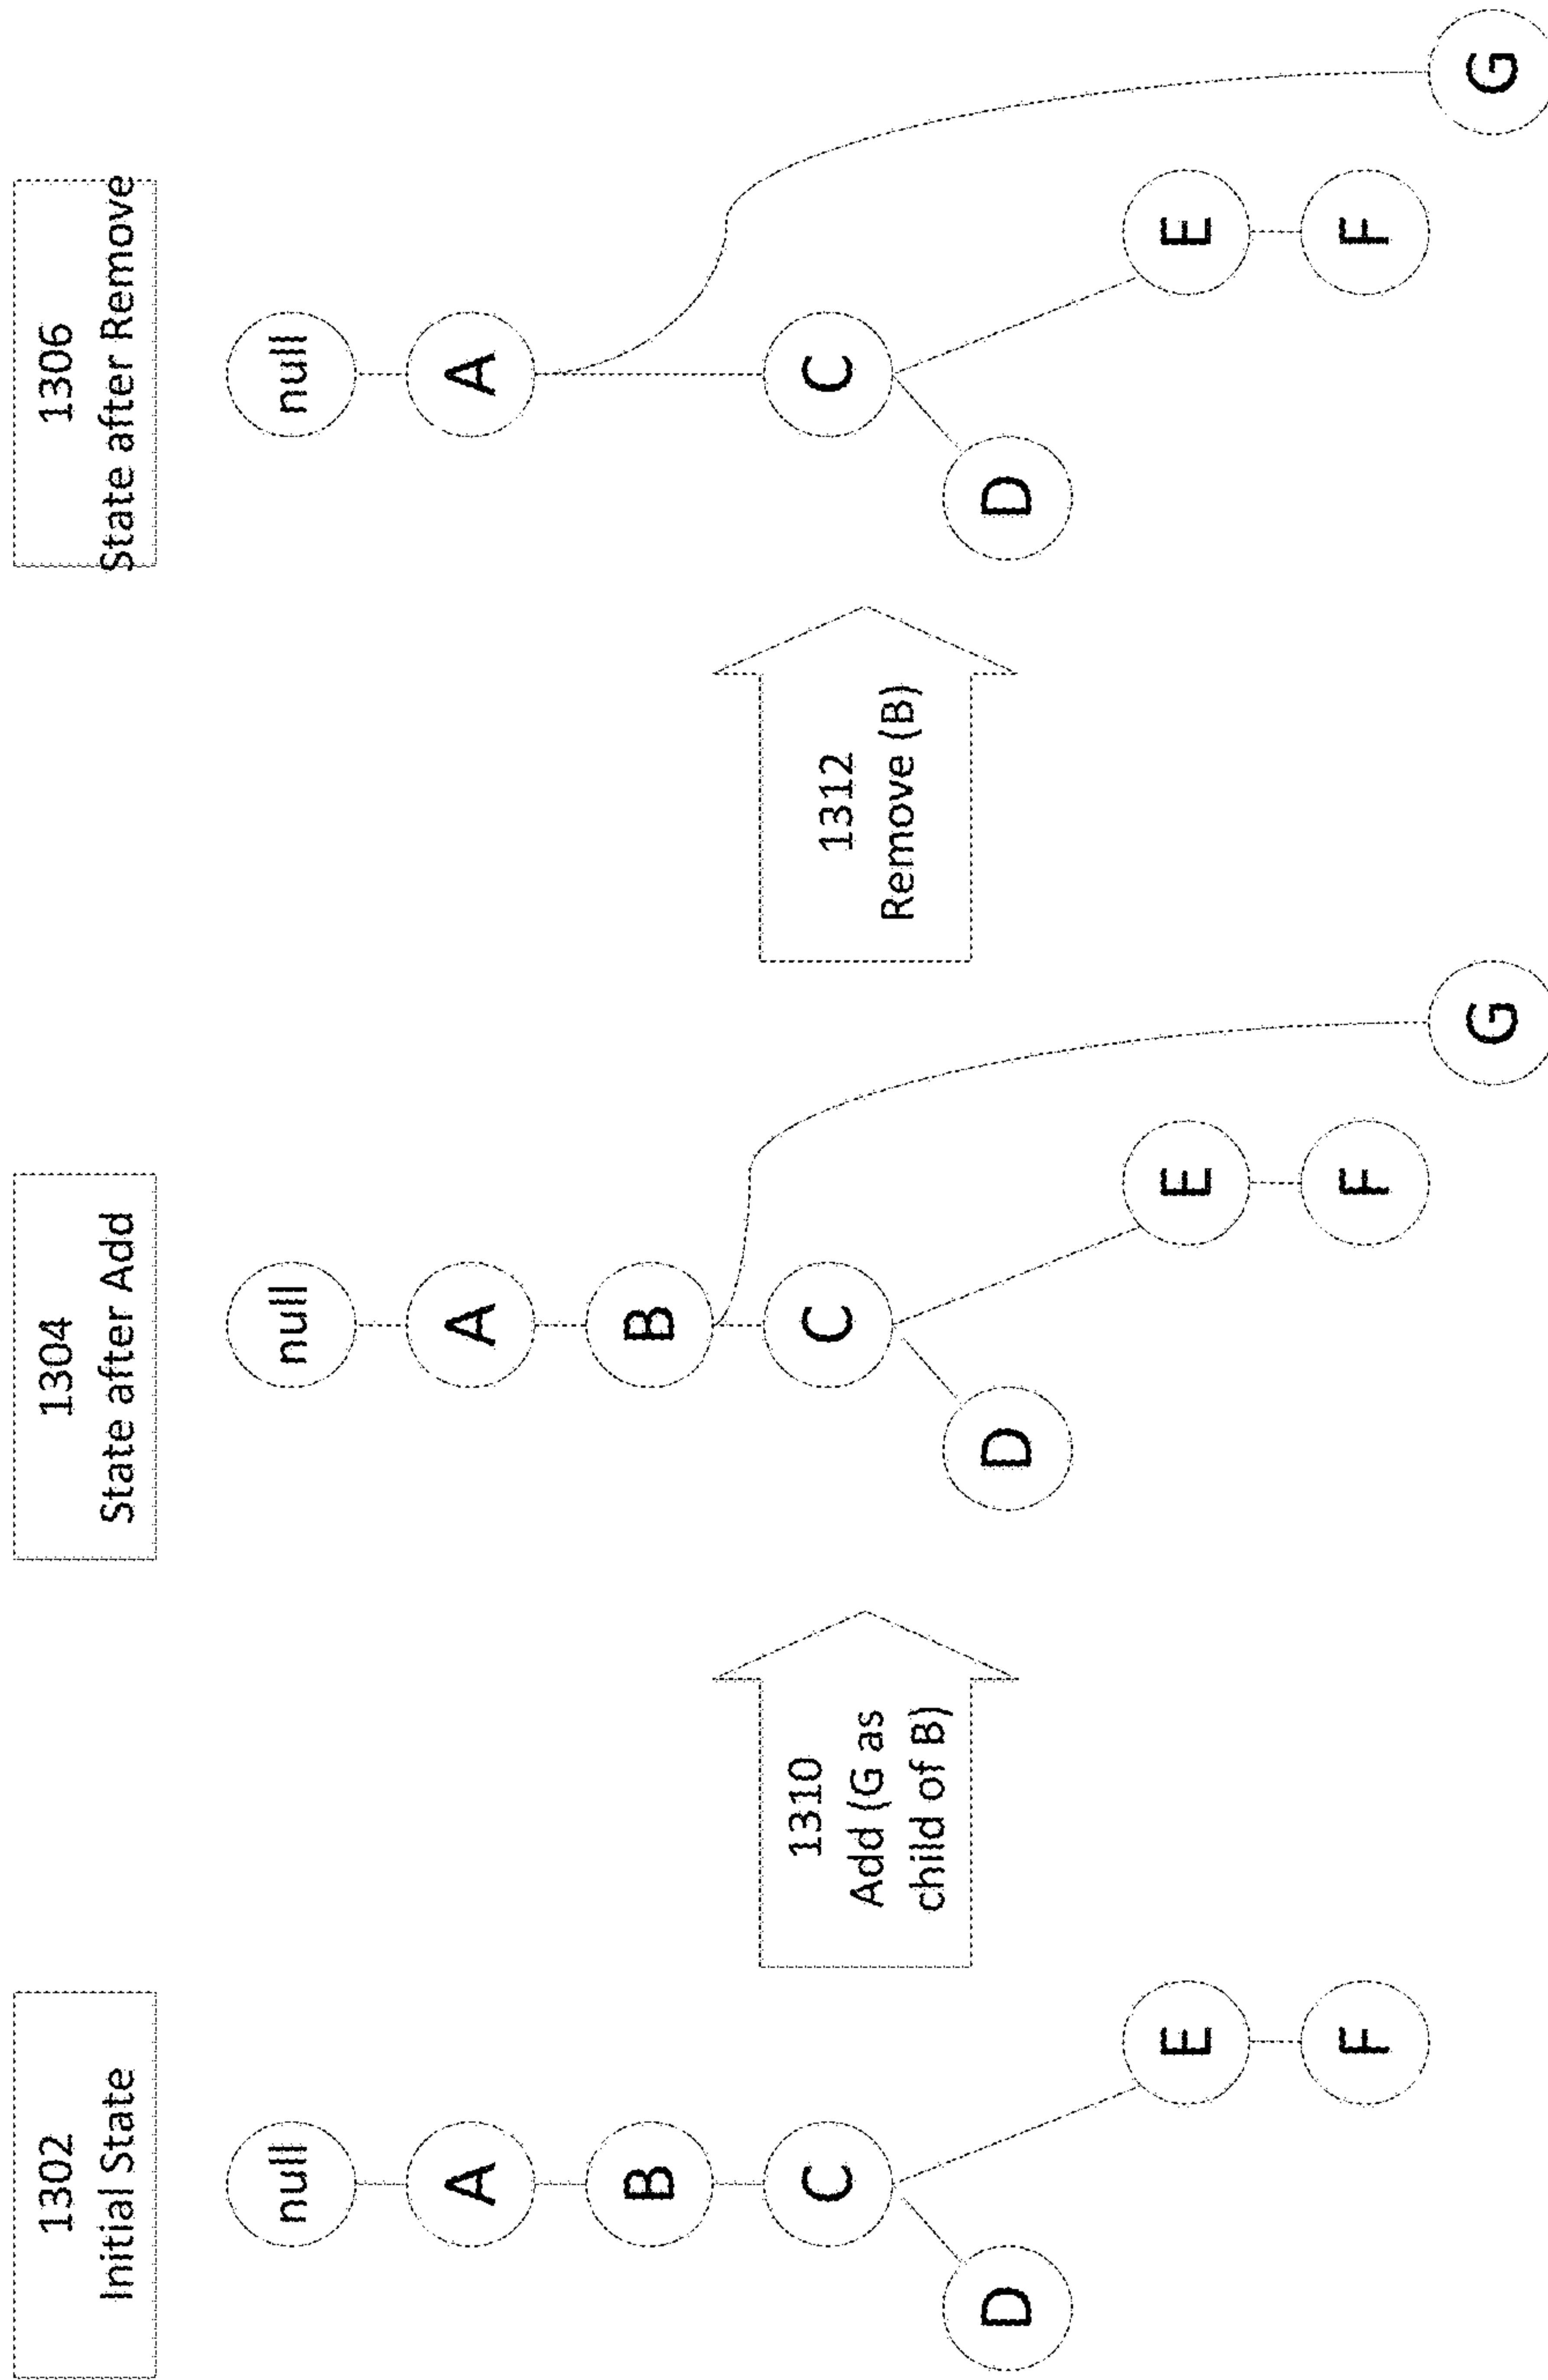 1302
Initial State
null
A
B
C
D
E
F
1310
Add (G as
child of B)
1304
State after Add
null
A
B
C
D
E
F
G
1312
Remove (B)
1306
State after Remove
null
A
C
D
E
F
G